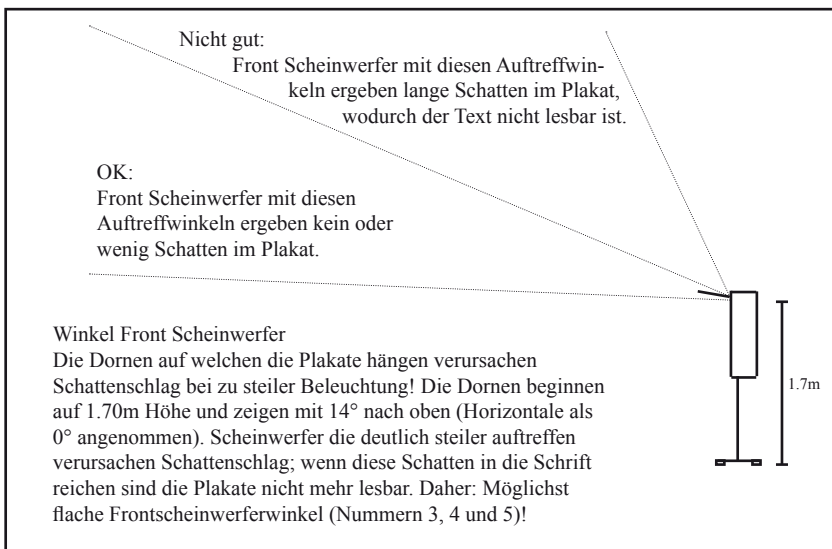 Nicht gut:
Front Scheinwerfer mit diesen Auftreffwin-
keln ergeben lange Schatten im Plakat,
wodurch der Text nicht lesbar ist.
OK:
Front Scheinwerfer mit diesen
Auftreffwinkeln ergeben kein oder
wenig Schatten im Plakat.
Winkel Front Scheinwerfer
Die Dornen auf welchen die Plakate hängen verursachen
Schattenschlag bei zu steiler Beleuchtung! Die Dornen beginnen
auf 1.70m Höhe und zeigen mit 14° nach oben (Horizontale als
0° angenommen). Scheinwerfer die deutlich steiler auftreffen
verursachen Schattenschlag; wenn diese Schatten in die Schrift
reichen sind die Plakate nicht mehr lesbar. Daher: Möglichst
flache Frontscheinwerferwinkel (Nummern 3, 4 und 5)!
1.7m